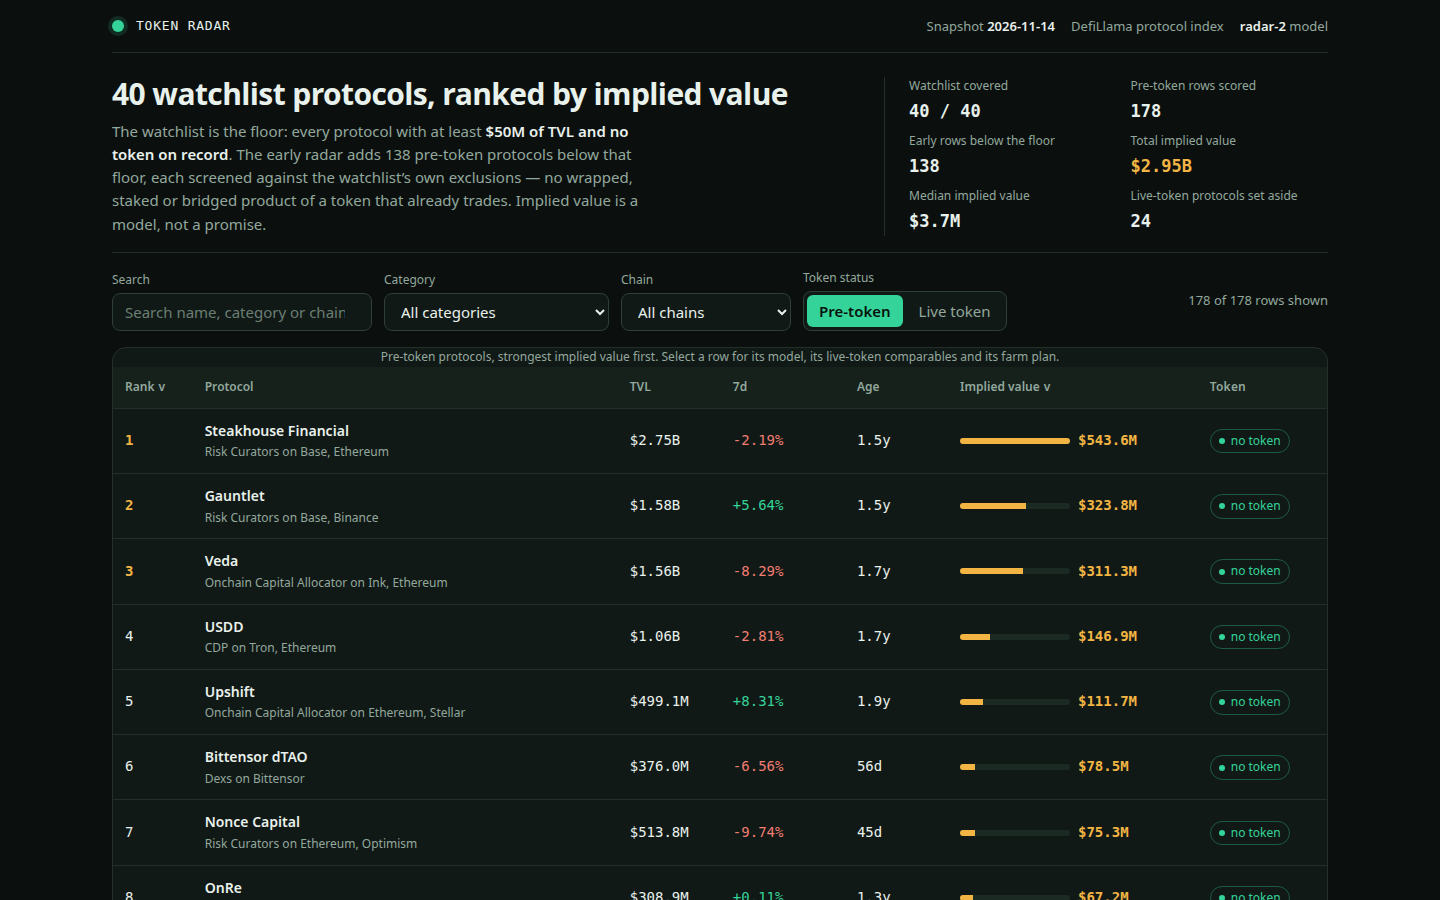 TOKEN RADAR
Snapshot 2026-11-14 DefiLlama protocol index radar-2 model
40 watchlist protocols, ranked by implied value
The watchlist is the floor: every protocol with at least $50M of TVL and no
token on record. The early radar adds 138 pre-token protocols below that
floor, each screened against the watchlist’s own exclusions — no wrapped,
staked or bridged product of a token that already trades. Implied value is a
model, not a promise.
Watchlist covered
40 / 40
Pre-token rows scored
178
Early rows below the floor
138
Total implied value
$2.95B
Median implied value
$3.7M
Live-token protocols set aside
24
Search
Search name, category or chain
Category
All categories
Chain
All chains
Token status
Pre-token Live token
178 of 178 rows shown
Pre-token protocols, strongest implied value first. Select a row for its model, its live-token comparables and its farm plan.
Rank v Protocol TVL 7d Age Implied value v Token
1 Steakhouse Financial $2.75B -2.19% 1.5y $543.6M no token
Risk Curators on Base, Ethereum
2 Gauntlet $1.58B +5.64% 1.5y $323.8M no token
Risk Curators on Base, Binance
3 Veda $1.56B -8.29% 1.7y $311.3M no token
Onchain Capital Allocator on Ink, Ethereum
4 USDD $1.06B -2.81% 1.7y $146.9M no token
CDP on Tron, Ethereum
5 Upshift $499.1M +8.31% 1.9y $111.7M no token
Onchain Capital Allocator on Ethereum, Stellar
6 Bittensor dTAO $376.0M -6.56% 56d $78.5M no token
Dexs on Bittensor
7 Nonce Capital $513.8M -9.74% 45d $75.3M no token
Risk Curators on Ethereum, Optimism
8 OnRe $308.9M +0.11% 1.3y $67.2M no token